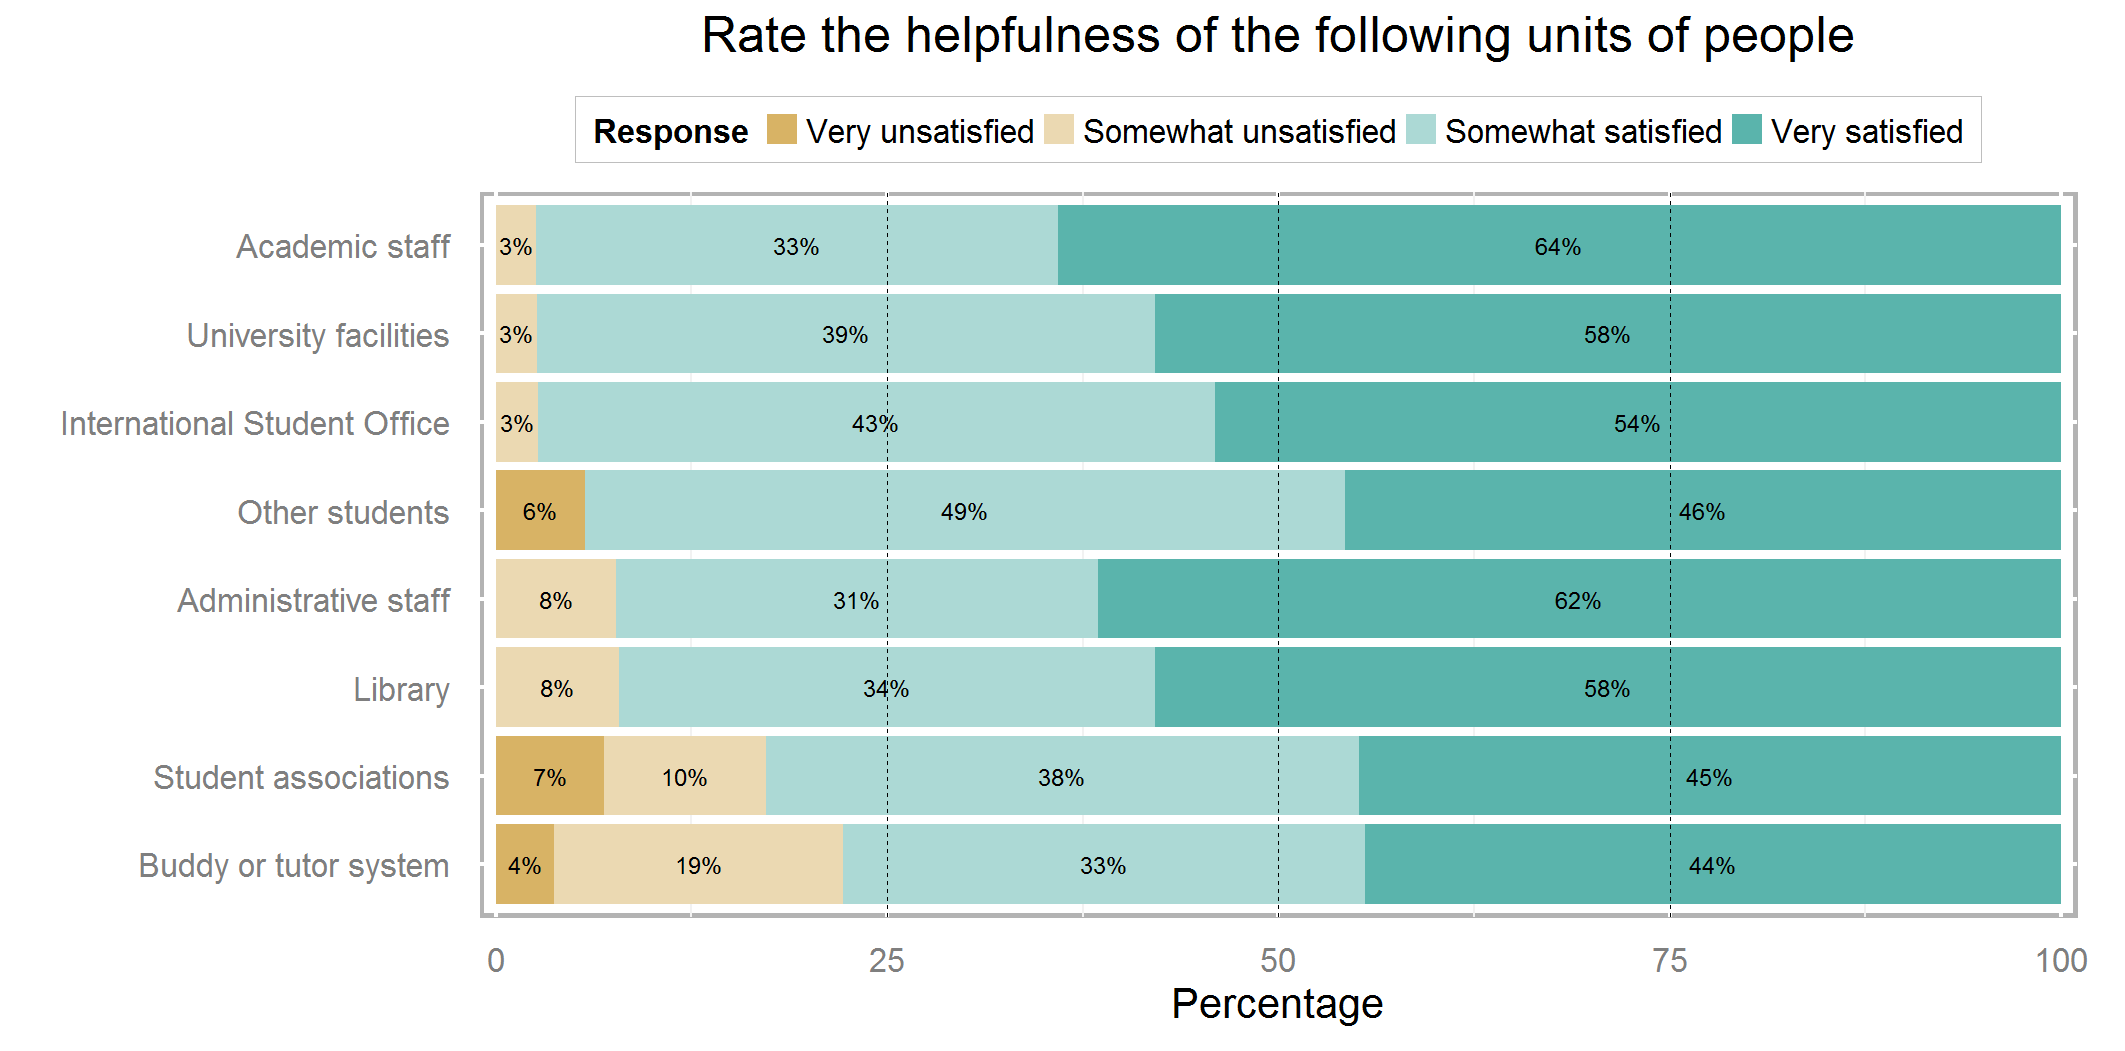 Rate the helpfulness of the following units of people
Response Very unsatisfied Somewhat unsatisfied Somewhat satisfied Very satisfied
Academic staff 3% 33% 64%
University facilities 3% 39% 58%
International Student Office 3% 43% 54%
Other students 6% 49% 46%
Administrative staff 8% 31% 62%
Library 8% 34% 58%
Student associations 7% 10% 38% 45%
Buddy or tutor system 4% 19% 33% 44%
0 25 50 75 100
Percentage